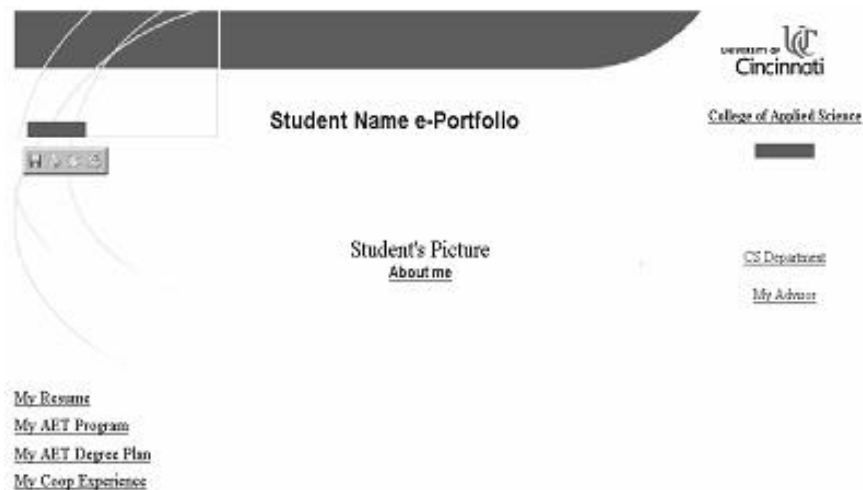 UNIVERSITY OF
Cincinnati
Student Name e-Portfolio
College of Applied Science
Student's Picture
About me
CS Department
My Advisor
My Resume
My AET Program
My AET Degree Plan
My Coop Experience